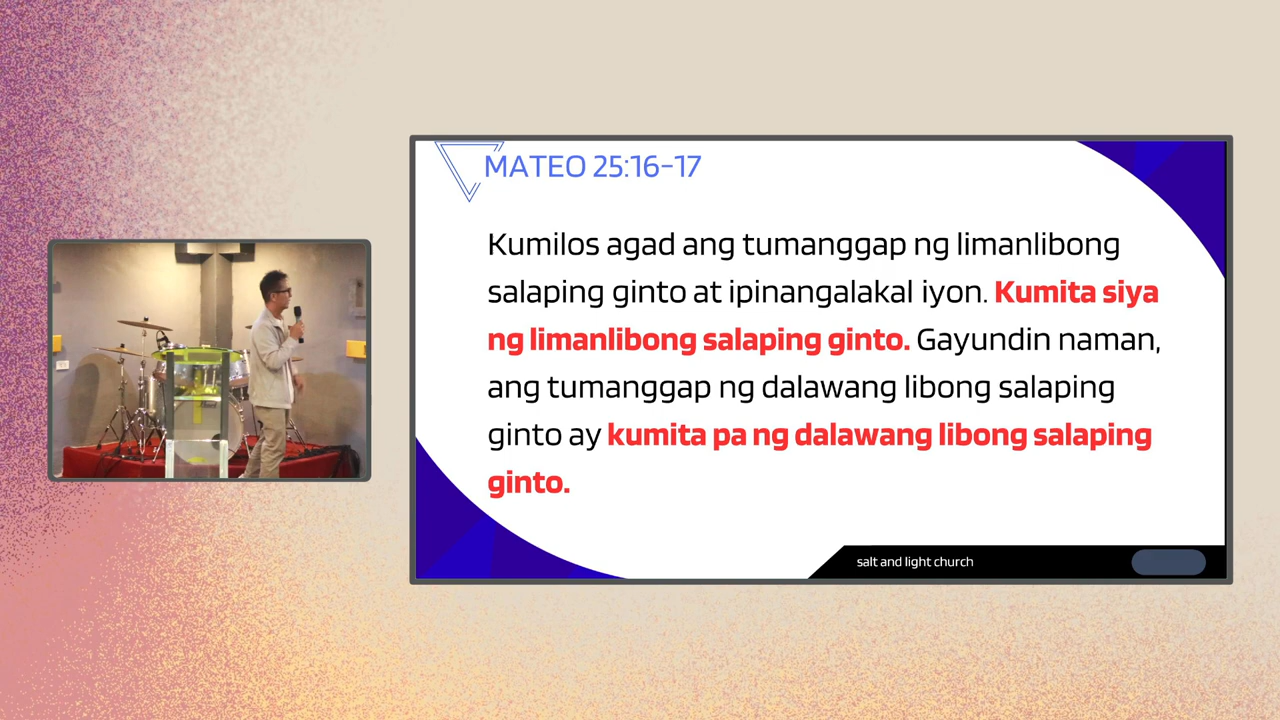 MATEO 25:16-17
Kumilos agad ang tumanggap ng limanlibong
salaping ginto at ipinangalakal iyon. Kumita siya
ng limanlibong salaping ginto. Gayundin naman,
ang tumanggap ng dalawang libong salaping
ginto ay kumita pa ng dalawang libong salaping
ginto.
salt and light church